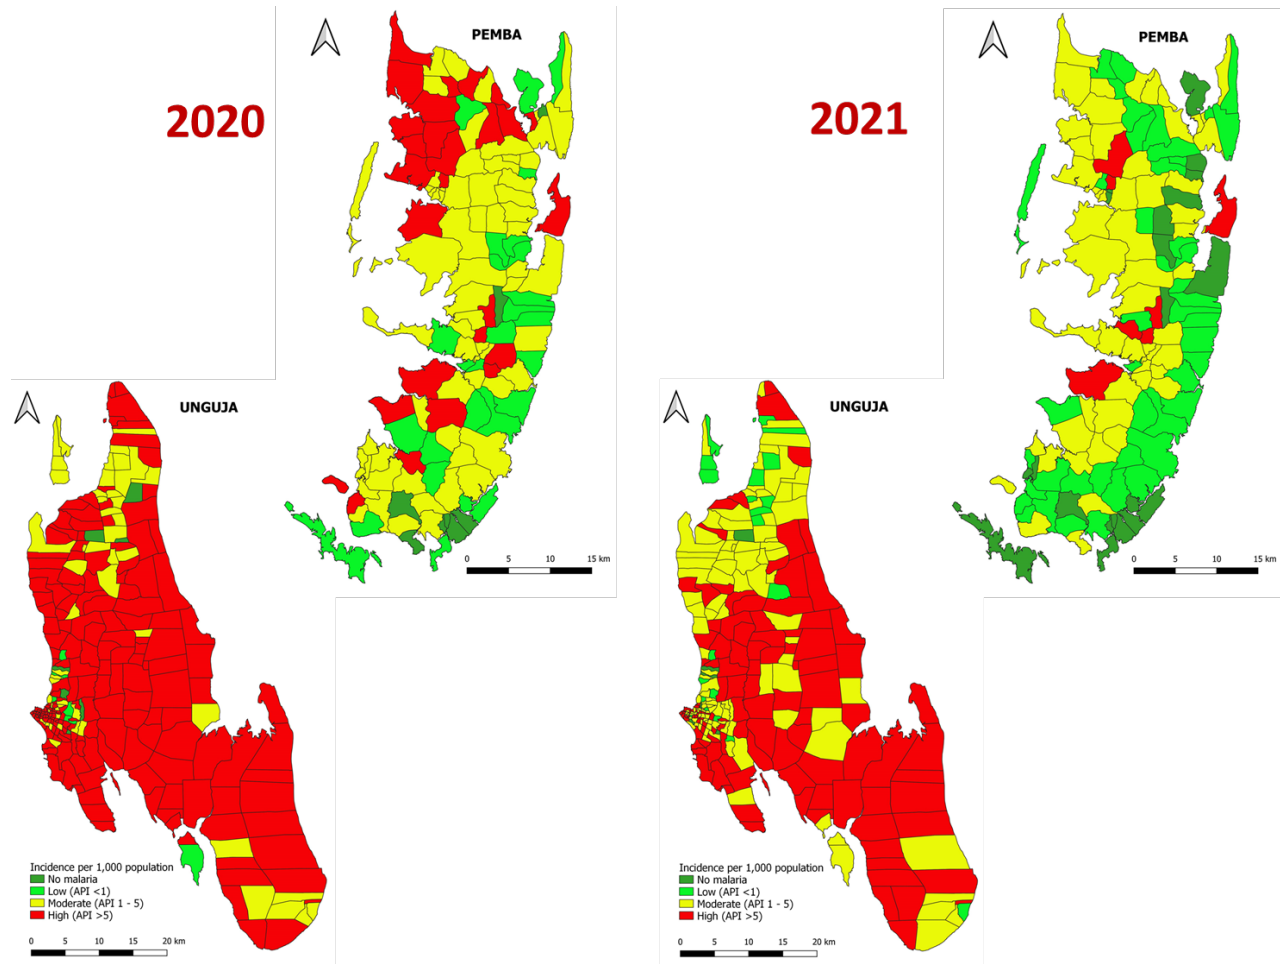 PEMBA
2020
0 5 10 15 km
UNGUJA
Incidence per 1,000 population
No malaria
Low (API <1)
Moderate (API 1 - 5)
High (API >5)
0 5 10 15 20 km
PEMBA
2021
0 5 10 15 km
UNGUJA
Incidence per 1,000 population
No malaria
Low (API <1)
Moderate (API 1 - 5)
High (API >5)
0 5 10 15 20 km